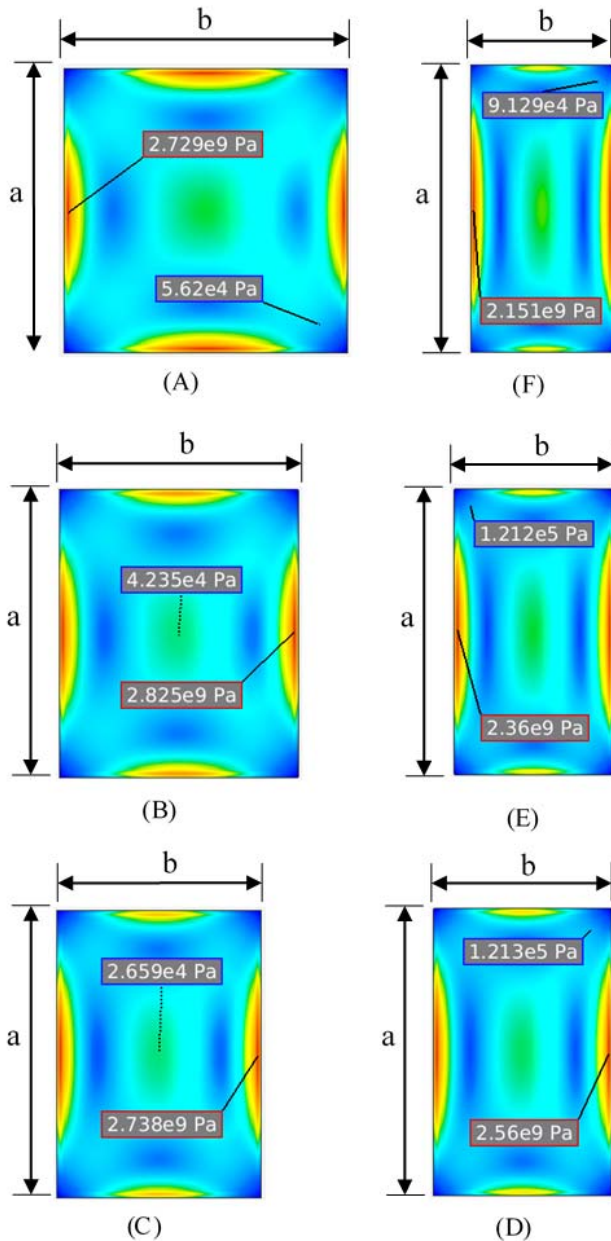 b
a
2.729e9 Pa
5.62e4 Pa
(A)
b
a
9.129e4 Pa
2.151e9 Pa
(F)
b
a
4.235e4 Pa
2.825e9 Pa
(B)
b
a
1.212e5 Pa
2.36e9 Pa
(E)
b
a
2.659e4 Pa
2.738e9 Pa
(C)
b
a
1.213e5 Pa
2.56e9 Pa
(D)